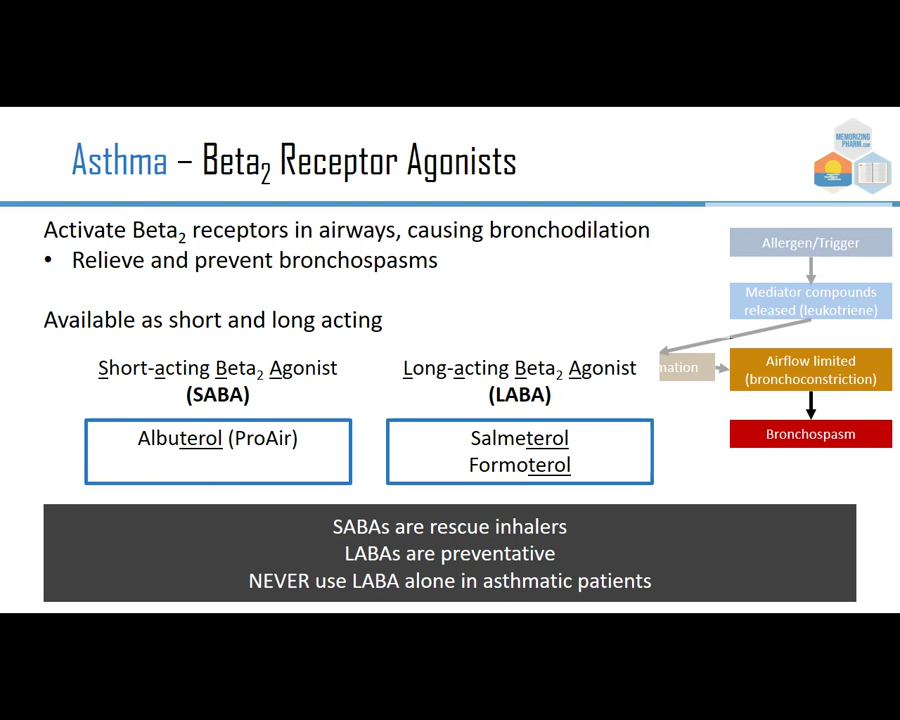 Asthma – Beta2 Receptor Agonists
MEMORIZING
PHARM.COM
Activate Beta2 receptors in airways, causing bronchodilation
• Relieve and prevent bronchospasms
Available as short and long acting
Short-acting Beta2 Agonist
(SABA)
Albuterol (ProAir)
Long-acting Beta2 Agonist
(LABA)
Salmeterol
Formoterol
Allergen/Trigger
Mediator compounds
released (leukotriene)
mation
Airflow limited
(bronchoconstriction)
Bronchospasm
SABAs are rescue inhalers
LABAs are preventative
NEVER use LABA alone in asthmatic patients